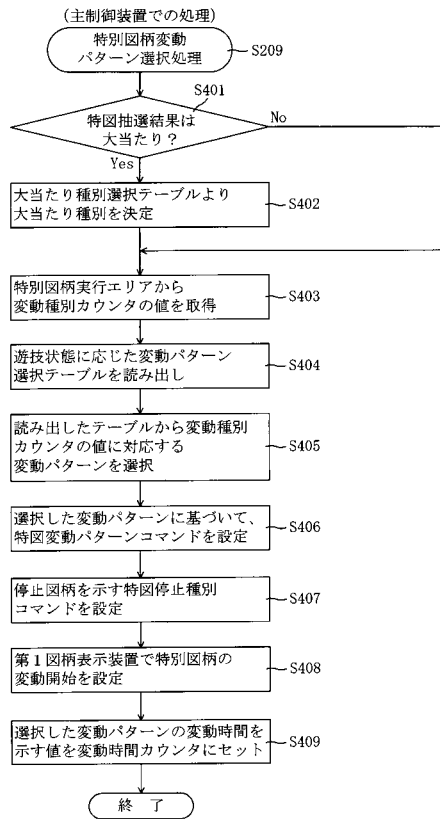 (主制御装置での処理)
特別図柄変動
パターン選択処理
S209
S401
特図抽選結果は
大当たり？
No
Yes
大当たり種別選択テーブルより
大当たり種別を決定
S402
特別図柄実行エリアから
変動種別カウンタの値を取得
S403
遊技状態に応じた変動パターン
選択テーブルを読み出し
S404
読み出したテーブルから変動種別
カウンタの値に対応する
変動パターンを選択
S405
選択した変動パターンに基づいて、
特図変動パターンコマンドを設定
S406
停止図柄を示す特図停止種別
コマンドを設定
S407
第１図柄表示装置で特別図柄の
変動開始を設定
S408
選択した変動パターンの変動時間を
示す値を変動時間カウンタにセット
S409
終　了